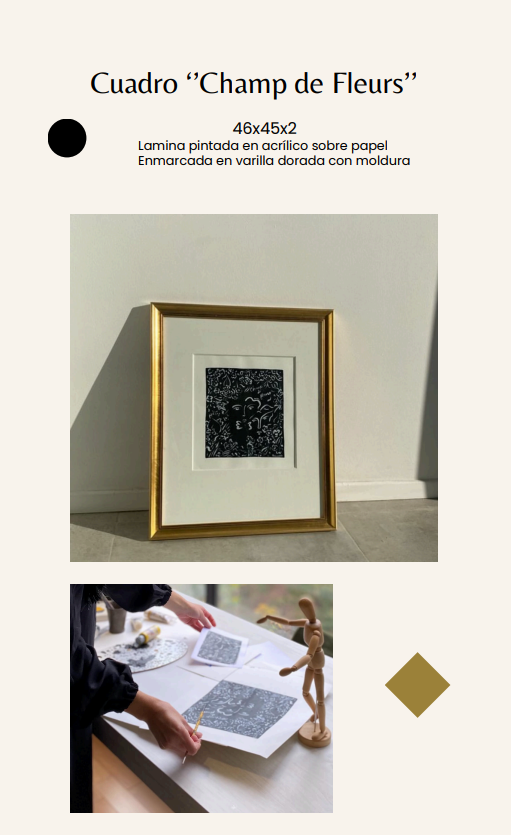 Cuadro ‘’Champ de Fleurs’’
46x45x2
Lamina pintada en acrílico sobre papel
Enmarcada en varilla dorada con moldura